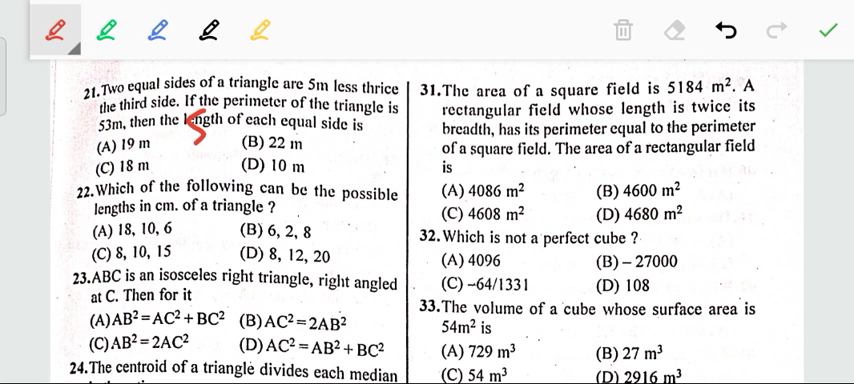 21. Two equal sides of a triangle are 5m less thrice
the third side. If the perimeter of the triangle is
53m, then the length of each equal side is
(A) 19 m (B) 22 m
(C) 18 m (D) 10 m
22. Which of the following can be the possible
lengths in cm. of a triangle ?
(A) 18, 10, 6 (B) 6, 2, 8
(C) 8, 10, 15 (D) 8, 12, 20
23. ABC is an isosceles right triangle, right angled
at C. Then for it
(A) AB² = AC² + BC² (B) AC² = 2AB²
(C) AB² = 2AC² (D) AC² = AB² + BC²
24. The centroid of a triangle divides each median
31. The area of a square field is 5184 m². A
rectangular field whose length is twice its
breadth, has its perimeter equal to the perimeter
of a square field. The area of a rectangular field
is
(A) 4086 m² (B) 4600 m²
(C) 4608 m² (D) 4680 m²
32. Which is not a perfect cube ?
(A) 4096 (B) – 27000
(C) –64/1331 (D) 108
33. The volume of a cube whose surface area is
54m² is
(A) 729 m³ (B) 27 m³
(C) 54 m³ (D) 2916 m³